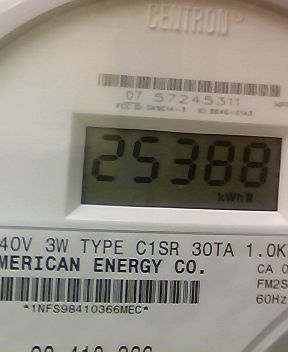 CENTRON
07 57245311
25388
kWh
40V 3W TYPE C1SR 30TA 1.0K
MERICAN ENERGY CO.
CA 0
FM2S
*1NFS98410366MEC*
60Hz